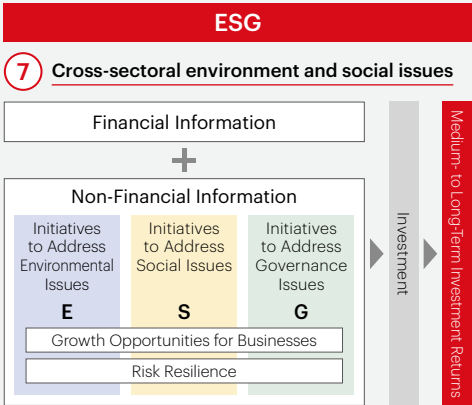 ESG
7 Cross-sectoral environment and social issues
Financial Information
+
Non-Financial Information
Initiatives
to Address
Environmental
Issues
E
Initiatives
to Address
Social Issues
S
Initiatives
to Address
Governance
Issues
G
Growth Opportunities for Businesses
Risk Resilience
Investment
Medium- to Long-Term Investment Returns